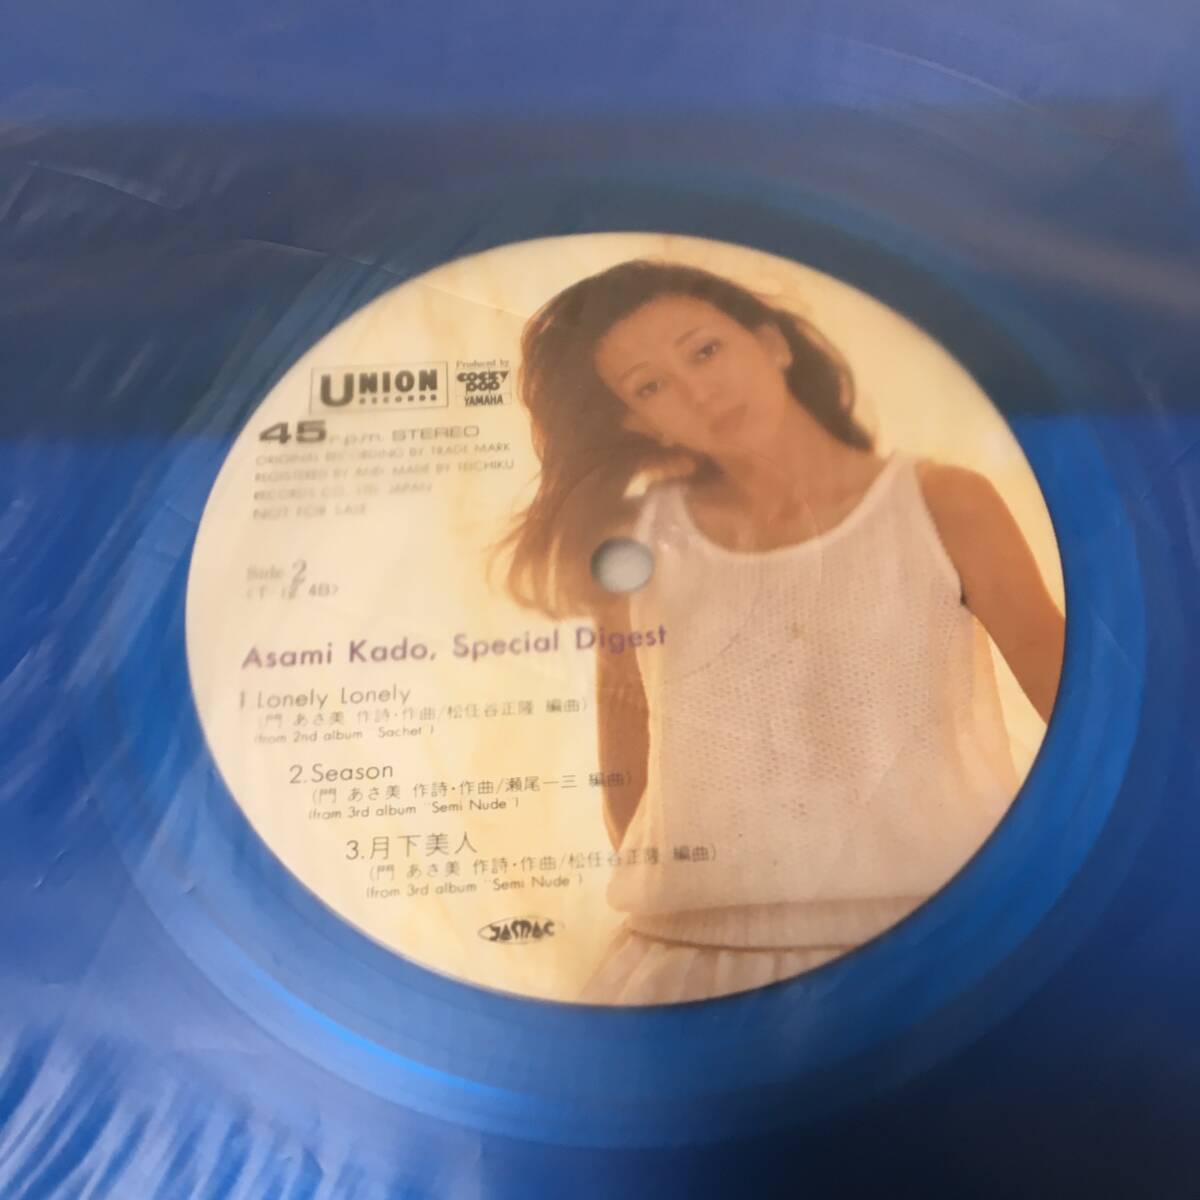 UNION
RECORDS
Produced by
COCKY
POP
YAMAHA
45 r.p.m. STEREO
ORIGINAL RECORDING BY TRADE MARK
REGISTERED BY AND MADE BY TEICHIKU
RECORDS CO., LTD. JAPAN
NOT FOR SALE
Side 2
Asami Kado, Special Digest
1.Lonely Lonely
(門 あさ美 作詩・作曲/松任谷正隆 編曲)
(from 2nd album "Sachet")
2.Season
(門 あさ美 作詩・作曲/瀬尾一三 編曲)
(from 3rd album "Semi Nude")
3.月下美人
(門 あさ美 作詩・作曲/松任谷正隆 編曲)
(from 3rd album "Semi Nude")
JASRAC